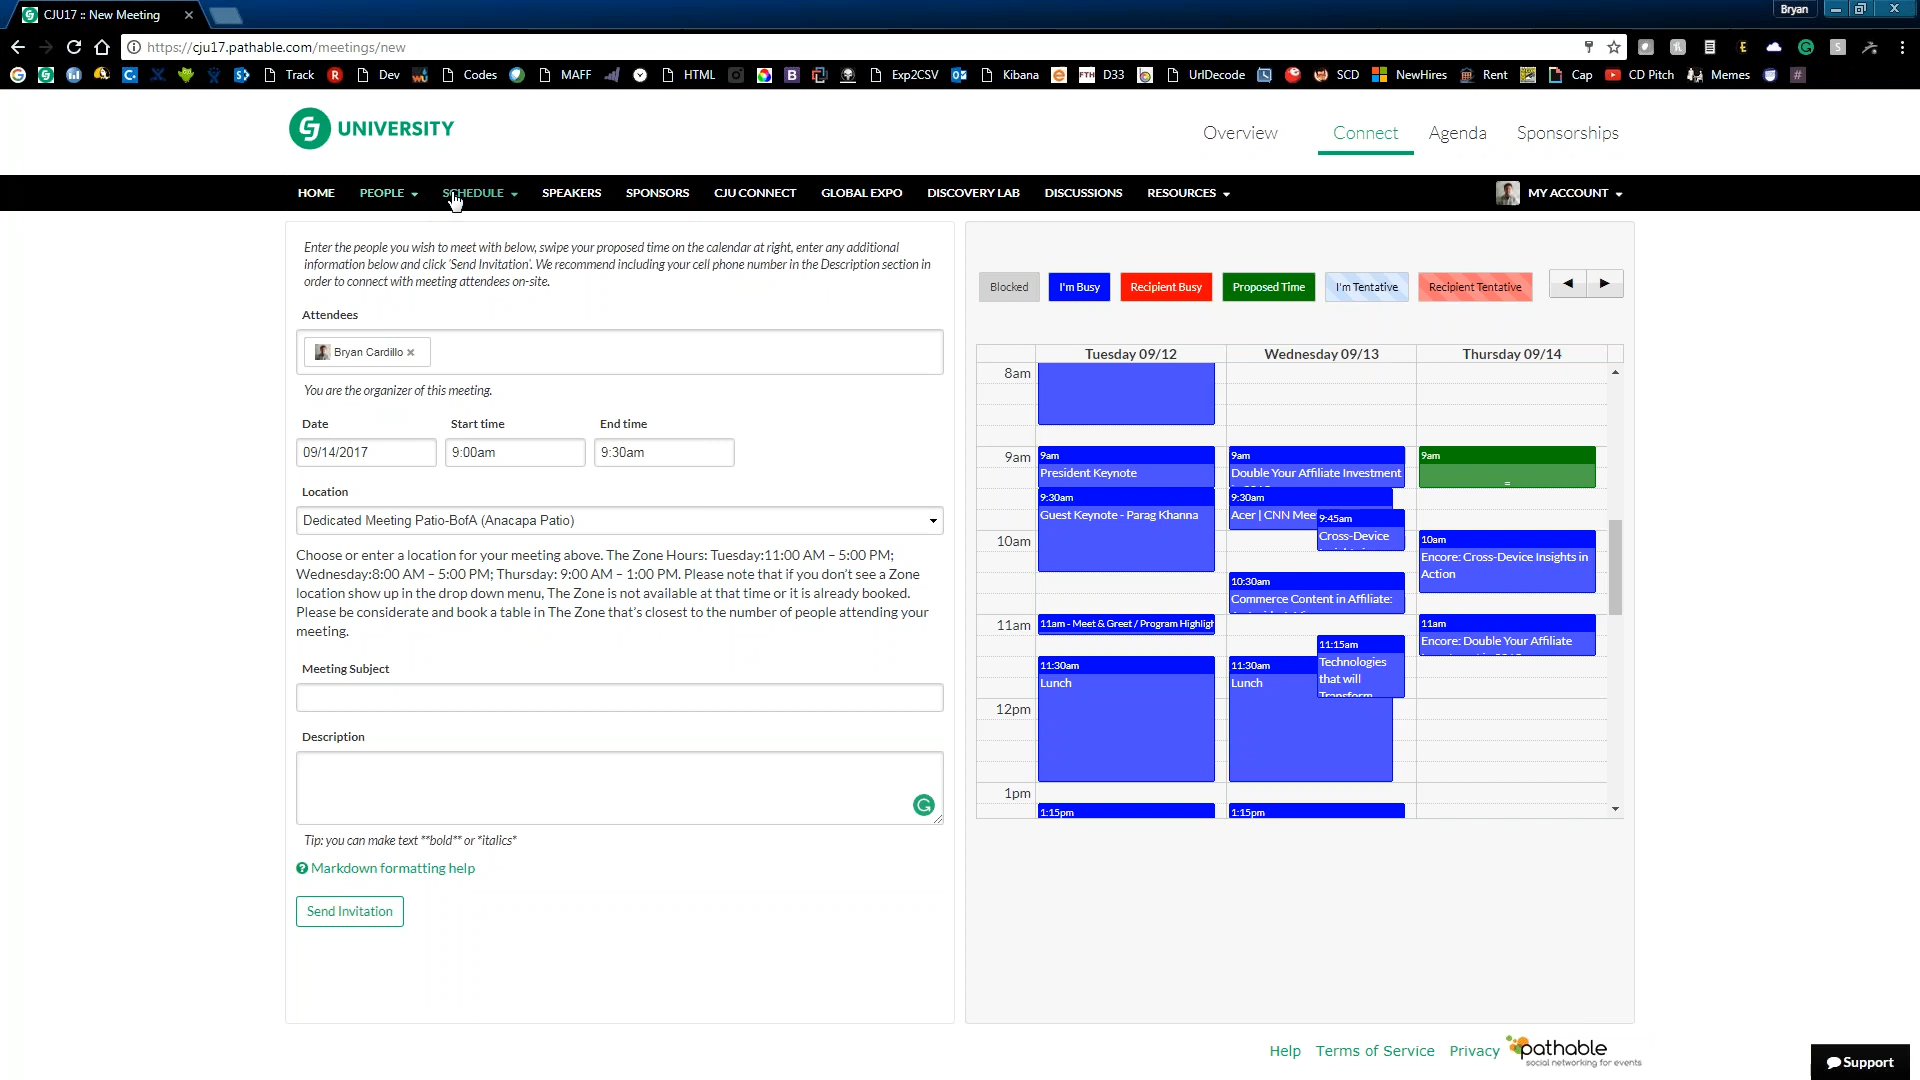 CJU17 :: New Meeting
Bryan
https://cju17.pathable.com/meetings/new
Track Dev Codes MAFF HTML Exp2CSV Kibana FTH D33 UrlDecode SCD NewHires Rent Cap CD Pitch Memes
UNIVERSITY
Overview Connect Agenda Sponsorships
HOME PEOPLE SCHEDULE SPEAKERS SPONSORS CJU CONNECT GLOBAL EXPO DISCOVERY LAB DISCUSSIONS RESOURCES MY ACCOUNT
Enter the people you wish to meet with below, swipe your proposed time on the calendar at right, enter any additional
information below and click 'Send Invitation'. We recommend including your cell phone number in the Description section in
order to connect with meeting attendees on-site.
Attendees
Bryan Cardillo
You are the organizer of this meeting.
Date Start time End time
09/14/2017 9:00am 9:30am
Location
Dedicated Meeting Patio-BofA (Anacapa Patio)
Choose or enter a location for your meeting above. The Zone Hours: Tuesday:11:00 AM – 5:00 PM;
Wednesday:8:00 AM – 5:00 PM; Thursday: 9:00 AM – 1:00 PM. Please note that if you don't see a Zone
location show up in the drop down menu, The Zone is not available at that time or it is already booked.
Please be considerate and book a table in The Zone that's closest to the number of people attending your
meeting.
Meeting Subject
Description
Tip: you can make text **bold** or *italics*
Markdown formatting help
Send Invitation
Blocked I'm Busy Recipient Busy Proposed Time I'm Tentative Recipient Tentative
Tuesday 09/12 Wednesday 09/13 Thursday 09/14
8am
9am 9am 9am 9am
President Keynote Double Your Affiliate Investment
9:30am 9:30am
Guest Keynote - Parag Khanna Acer | CNN Mee
9:45am
Cross-Device
10am 10am
Encore: Cross-Device Insights in
Action
10:30am
Commerce Content in Affiliate:
11am 11am - Meet & Greet / Program Highligh 11am
11:15am Encore: Double Your Affiliate
Technologies
that will
Transform
11:30am 11:30am
Lunch Lunch
12pm
1pm
1:15pm 1:15pm
Help Terms of Service Privacy pathable
social networking for events
Support